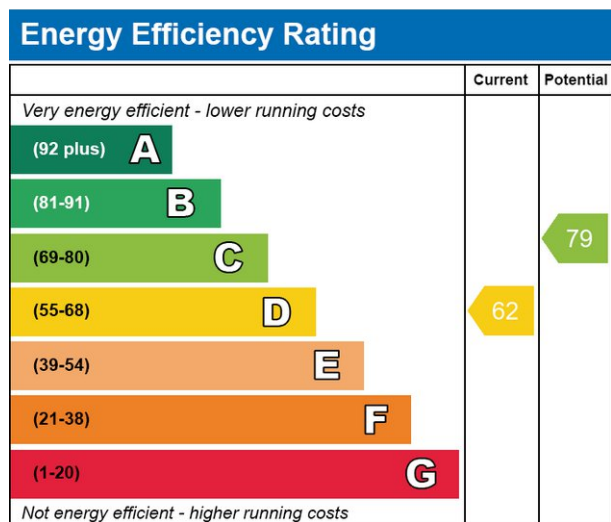 Energy Efficiency Rating
Current Potential
Very energy efficient - lower running costs
(92 plus) A
(81-91) B
(69-80) C
79
(55-68) D
62
(39-54) E
(21-38) F
(1-20) G
Not energy efficient - higher running costs